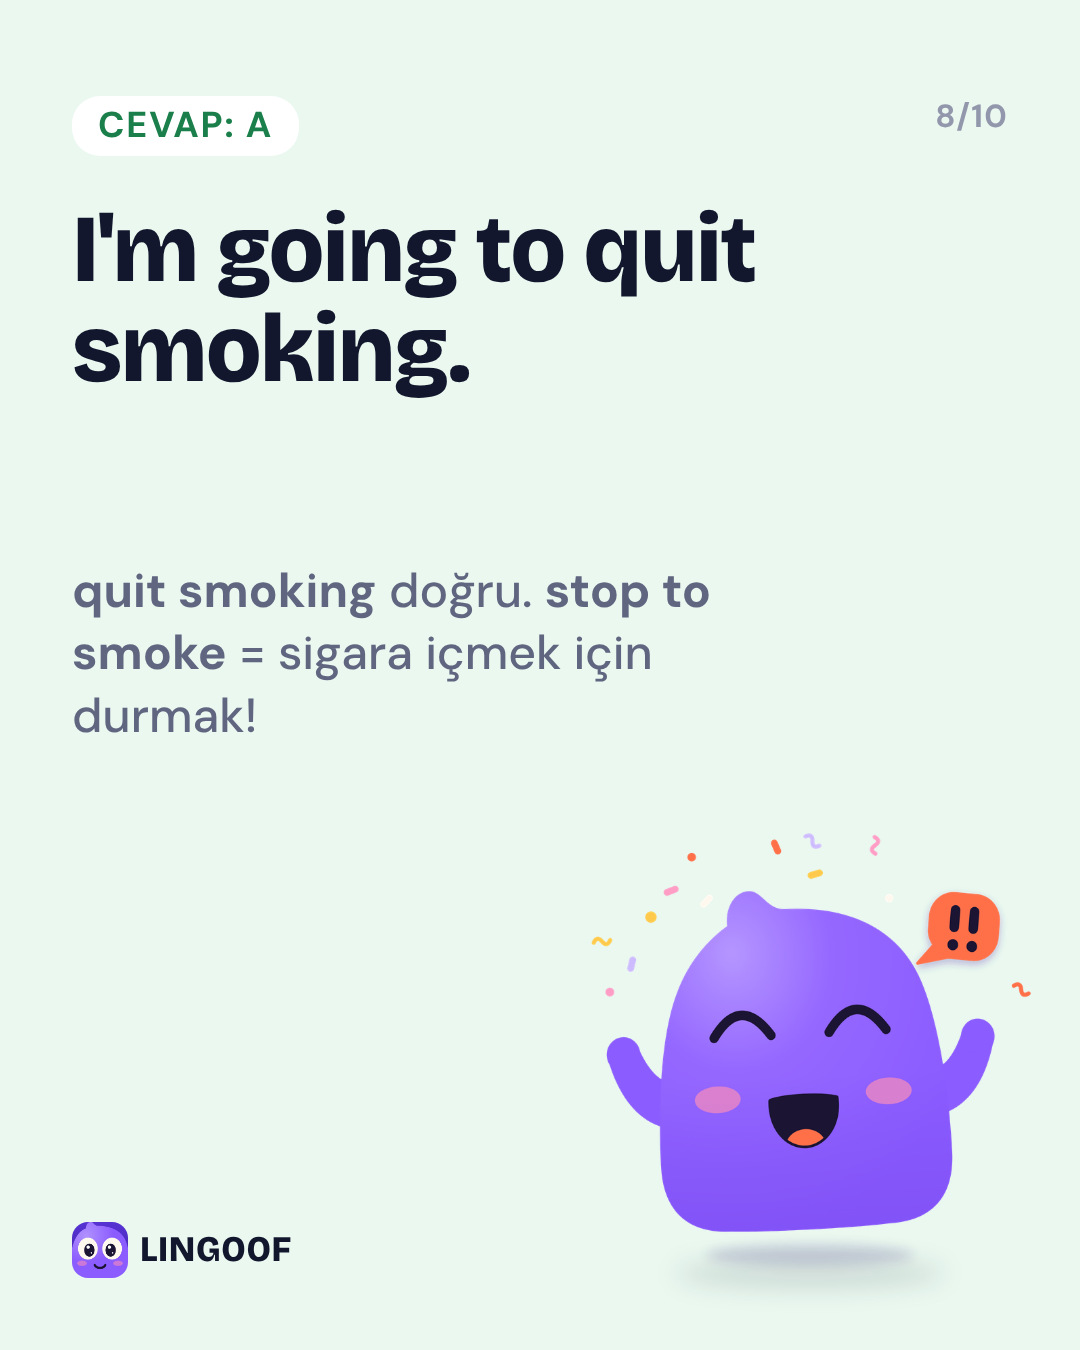 CEVAP: A
8/10
I'm going to quit
smoking.
quit smoking doğru. stop to
smoke = sigara içmek için
durmak!
!!
LINGOOF